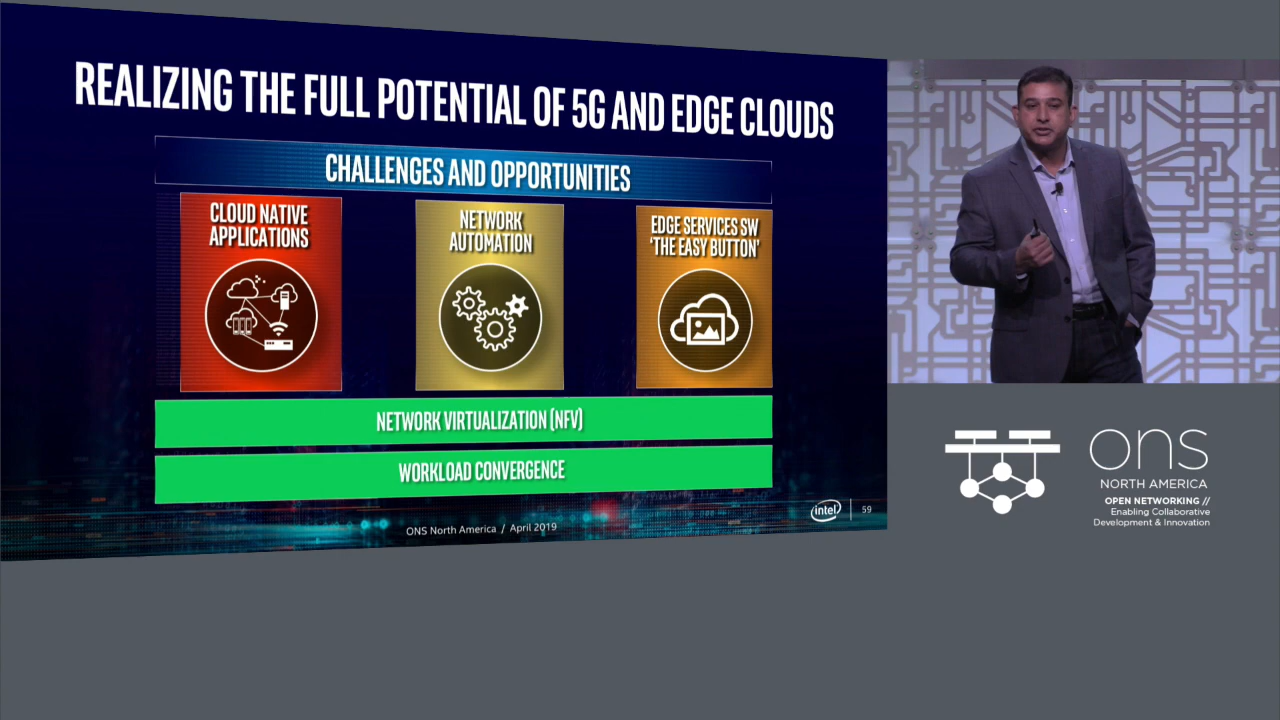 REALIZING THE FULL POTENTIAL OF 5G AND EDGE CLOUDS
CHALLENGES AND OPPORTUNITIES
CLOUD NATIVE
APPLICATIONS
NETWORK
AUTOMATION
EDGE SERVICES SW
'THE EASY BUTTON'
NETWORK VIRTUALIZATION (NFV)
WORKLOAD CONVERGENCE
ONS North America / April 2019
intel
59
ons
NORTH AMERICA
OPEN NETWORKING //
Enabling Collaborative
Development & Innovation